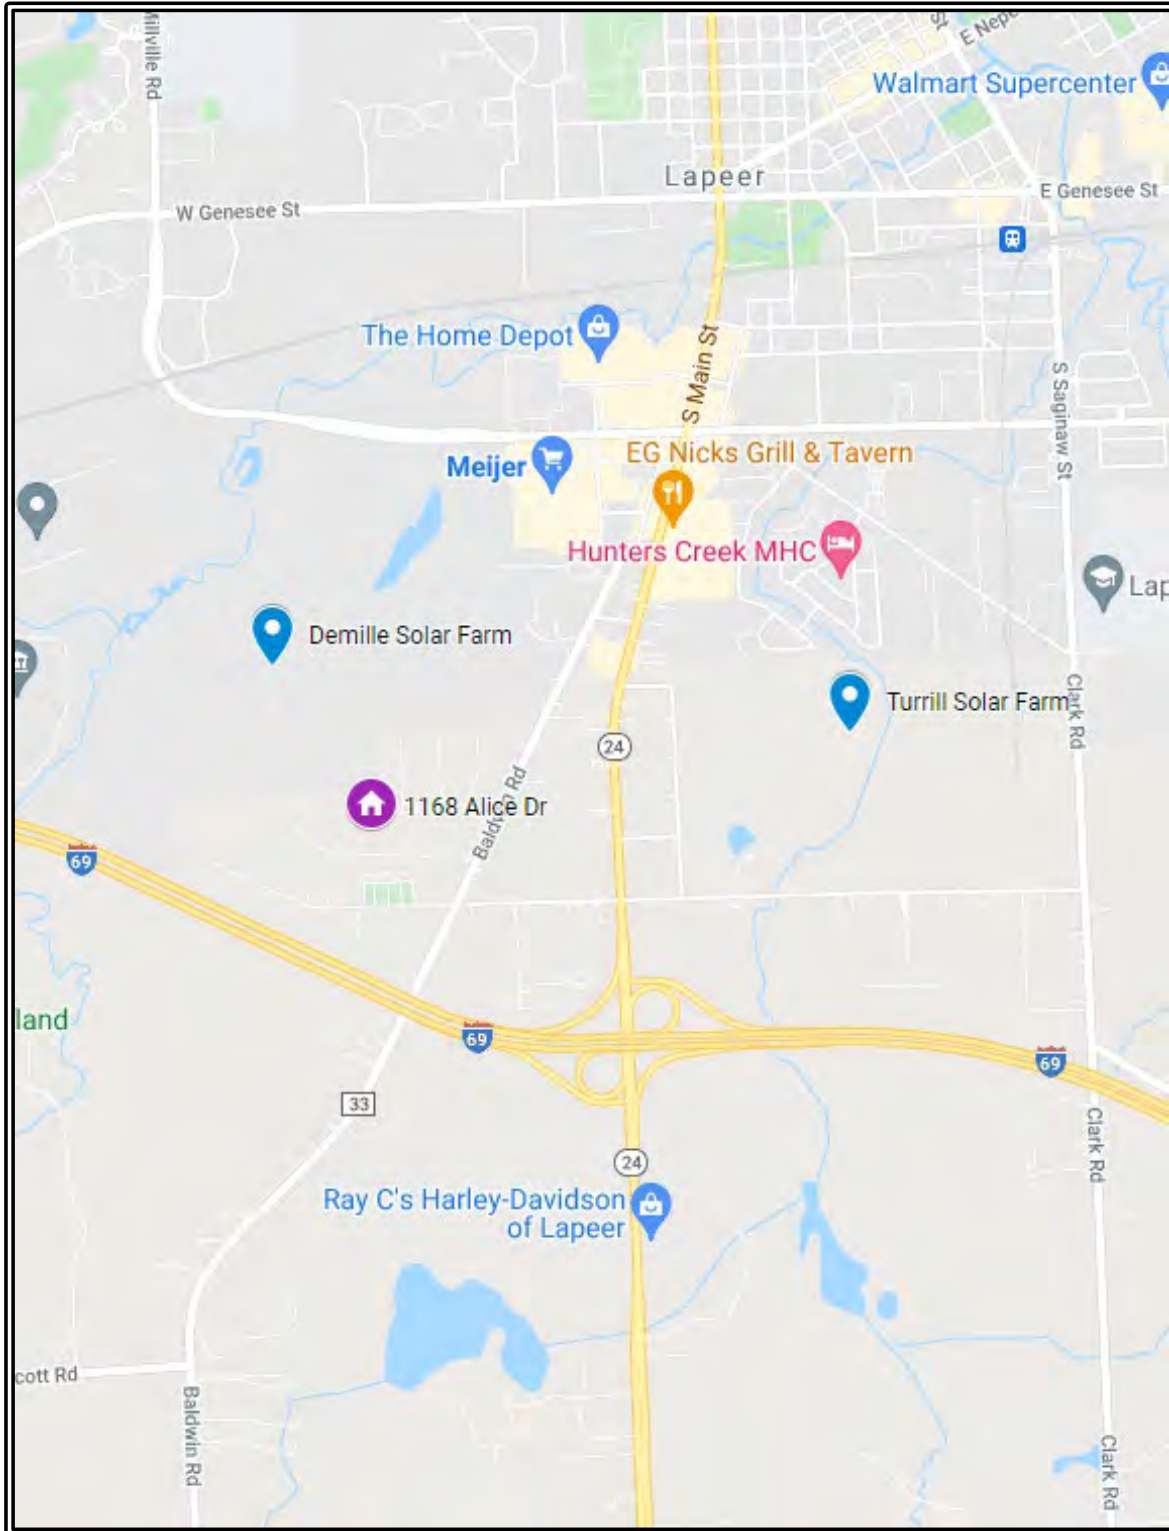 Millville Rd
St
E Nepe
Walmart Supercenter
Lapeer
E Genesee St
W Genesee St
The Home Depot
S Main St
S Saginaw St
EG Nicks Grill & Tavern
Meijer
Hunters Creek MHC
Lap
Demille Solar Farm
Turrill Solar Farm
Clark Rd
24
1168 Alice Dr
Baldwin Rd
69
land
69
69
33
Clark Rd
24
Ray C's Harley-Davidson
of Lapeer
cott Rd
Baldwin Rd
Clark Rd